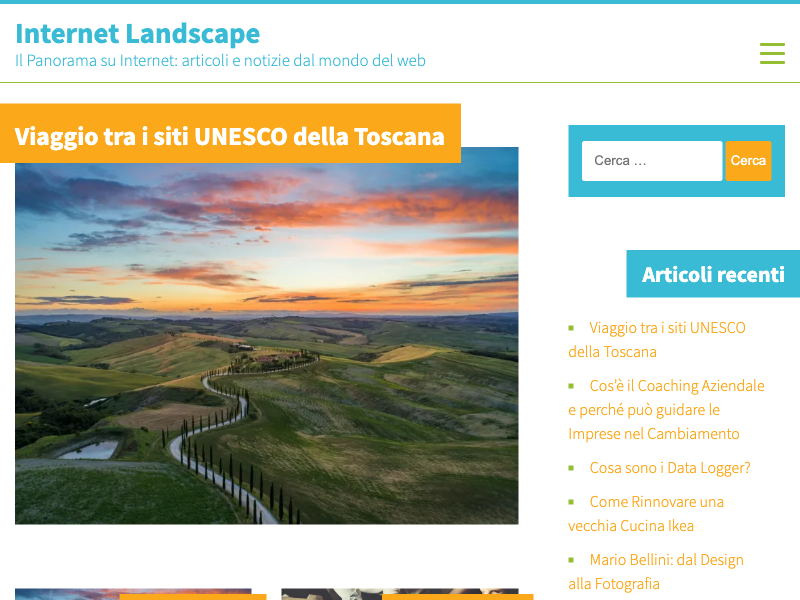 Internet Landscape
Il Panorama su Internet: articoli e notizie dal mondo del web
Viaggio tra i siti UNESCO della Toscana
Cerca …
Cerca
Articoli recenti
Viaggio tra i siti UNESCO
della Toscana
Cos’è il Coaching Aziendale
e perché può guidare le
Imprese nel Cambiamento
Cosa sono i Data Logger?
Come Rinnovare una
vecchia Cucina Ikea
Mario Bellini: dal Design
alla Fotografia